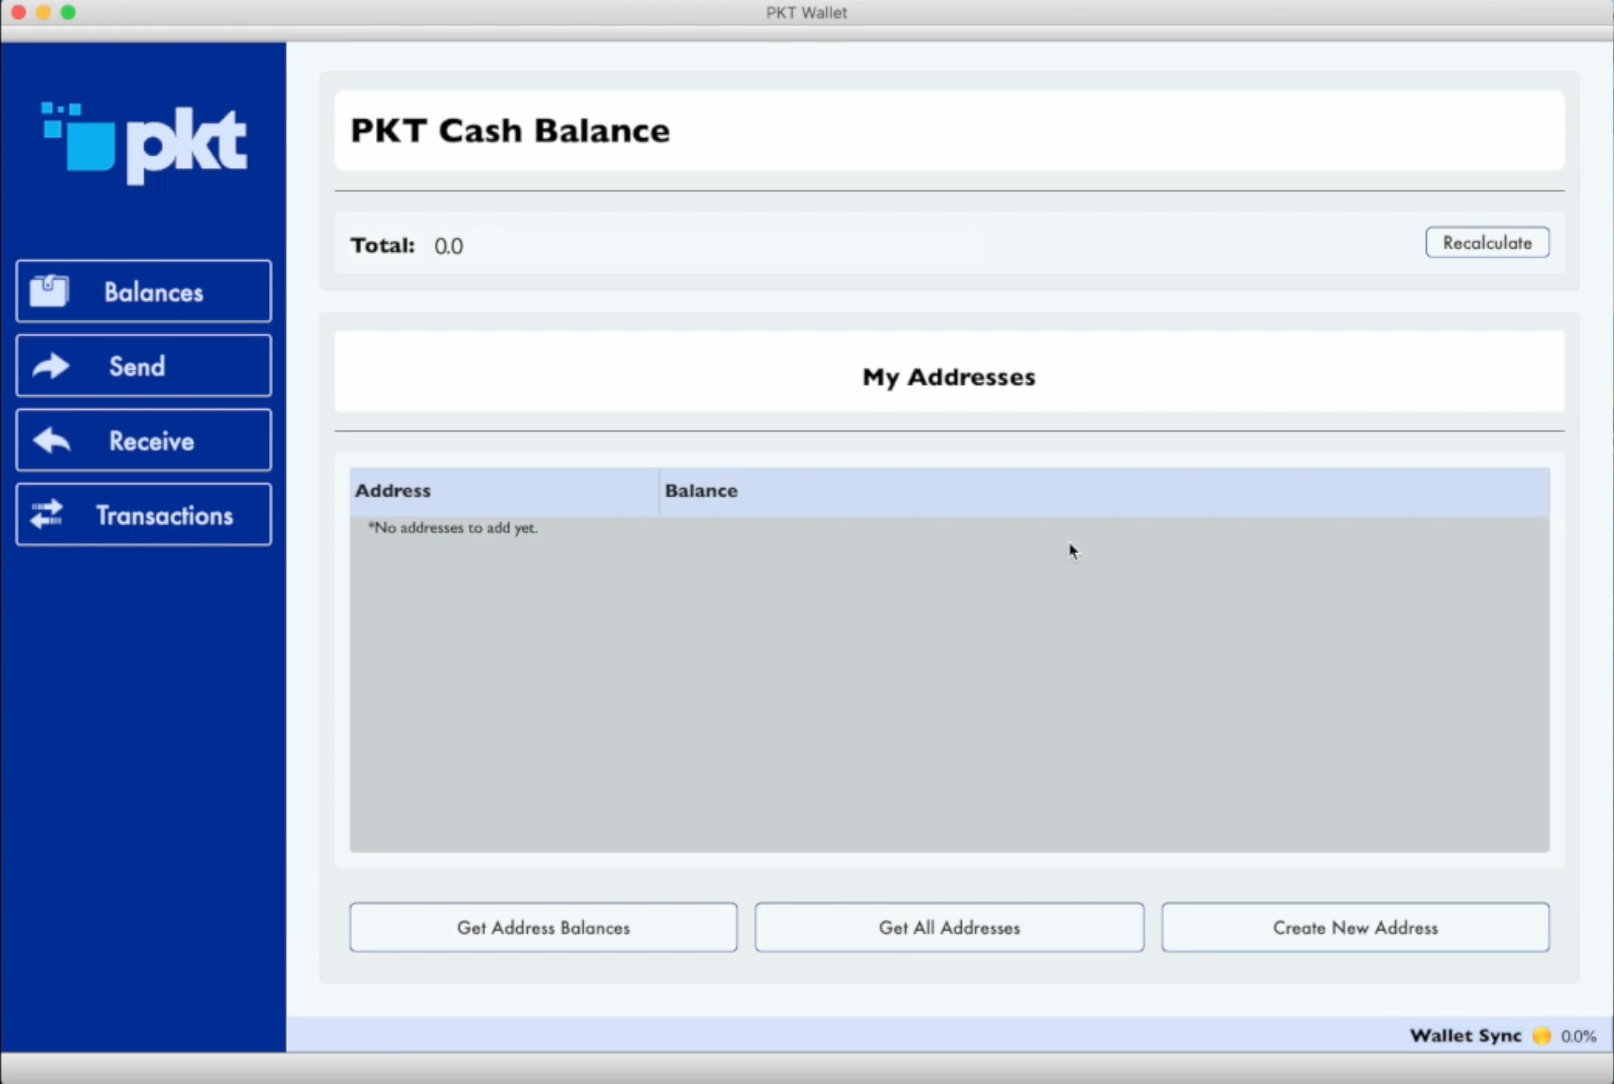 PKT Wallet
pkt
Balances
Send
Receive
Transactions
PKT Cash Balance
Total: 0.0
Recalculate
My Addresses
Address Balance
*No addresses to add yet.
Get Address Balances
Get All Addresses
Create New Address
Wallet Sync 0.0%